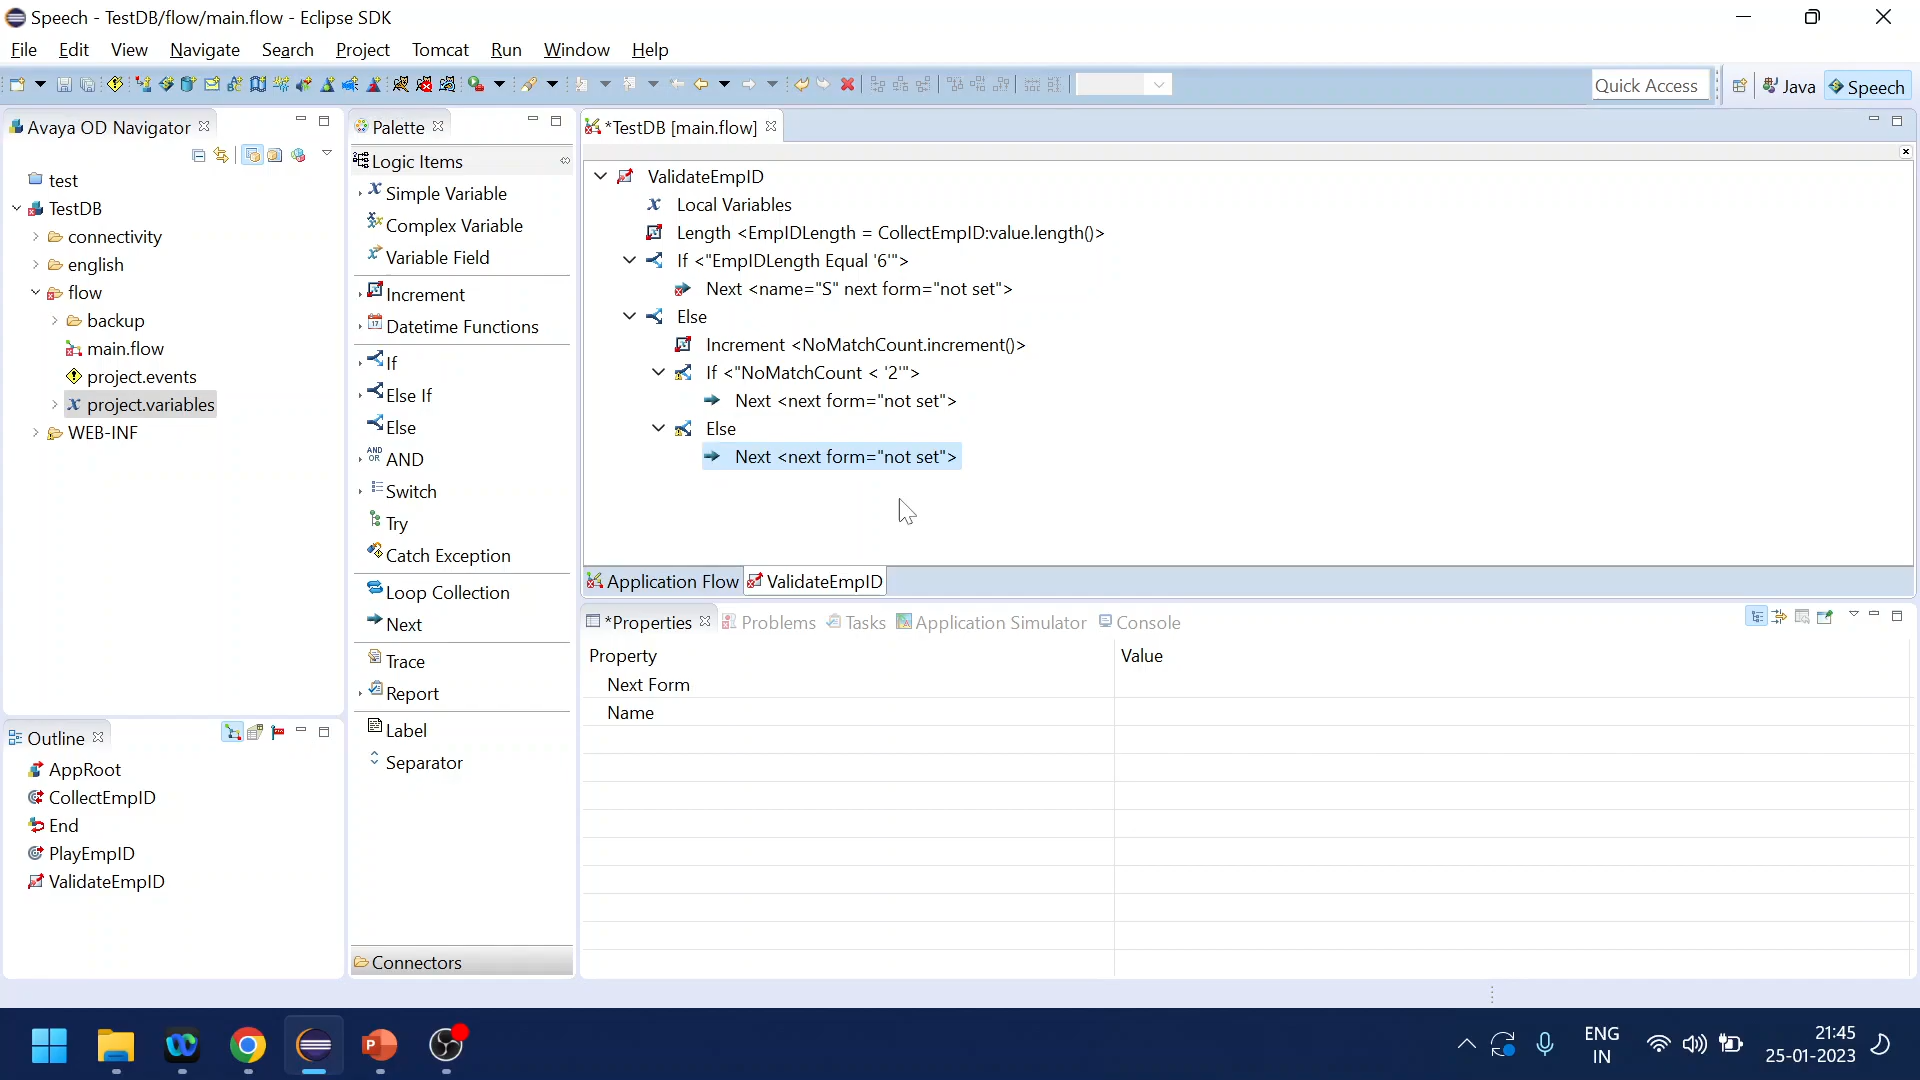 Speech - TestDB/flow/main.flow - Eclipse SDK
File Edit View Navigate Search Project Tomcat Run Window Help
Quick Access Java Speech
Avaya OD Navigator
test
TestDB
connectivity
english
flow
backup
main.flow
project.events
project.variables
WEB-INF
Outline
AppRoot
CollectEmpID
End
PlayEmpID
ValidateEmpID
Palette
Logic Items
Simple Variable
Complex Variable
Variable Field
Increment
Datetime Functions
If
Else If
Else
AND OR AND
Switch
Try
Catch Exception
Loop Collection
Next
Trace
Report
Label
Separator
Connectors
*TestDB [main.flow]
ValidateEmpID
Local Variables
Length <EmpIDLength = CollectEmpID:value.length()>
If <"EmpIDLength Equal '6'">
Next <name="S" next form="not set">
Else
Increment <NoMatchCount.increment()>
If <"NoMatchCount < '2'">
Next <next form="not set">
Else
Next <next form="not set">
Application Flow ValidateEmpID
*Properties Problems Tasks Application Simulator Console
Property Value
Next Form
Name
ENG
IN
21:45
25-01-2023